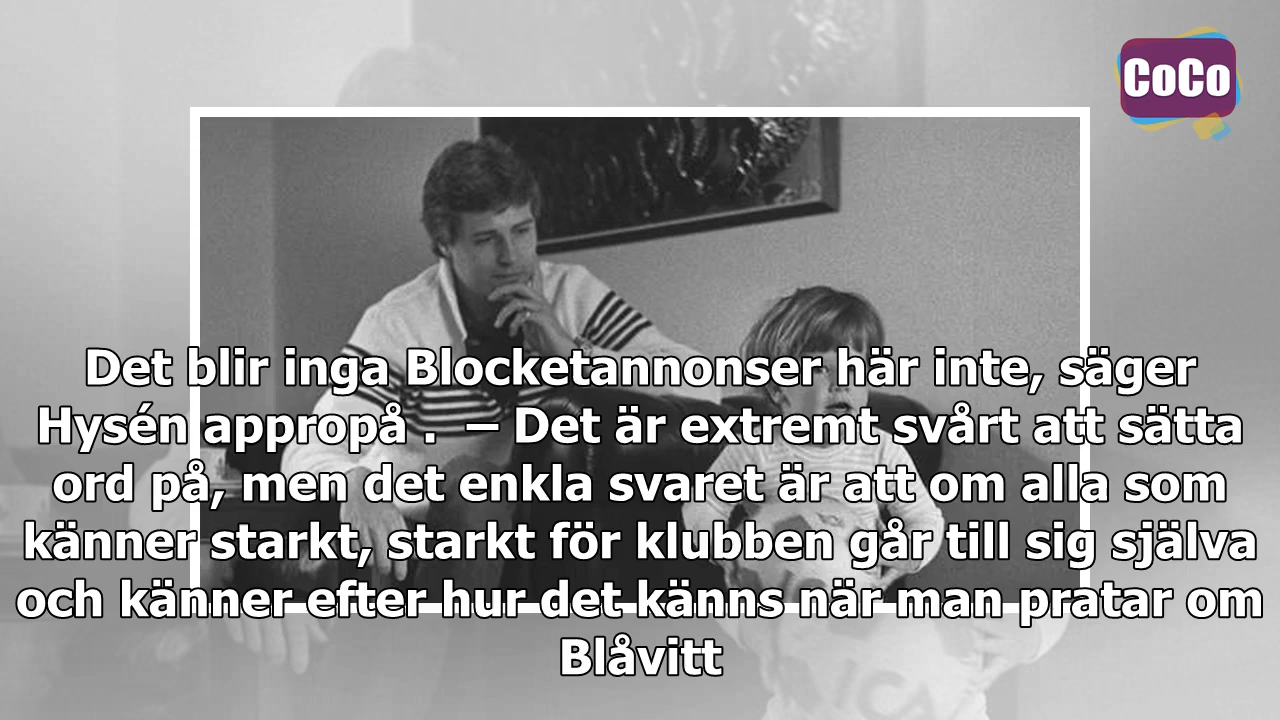 CoCo
Det blir inga Blocketannonser här inte, säger
Hysén appropå .  – Det är extremt svårt att sätta
ord på, men det enkla svaret är att om alla som
känner starkt, starkt för klubben går till sig själva
och känner efter hur det känns när man pratar om
Blåvitt